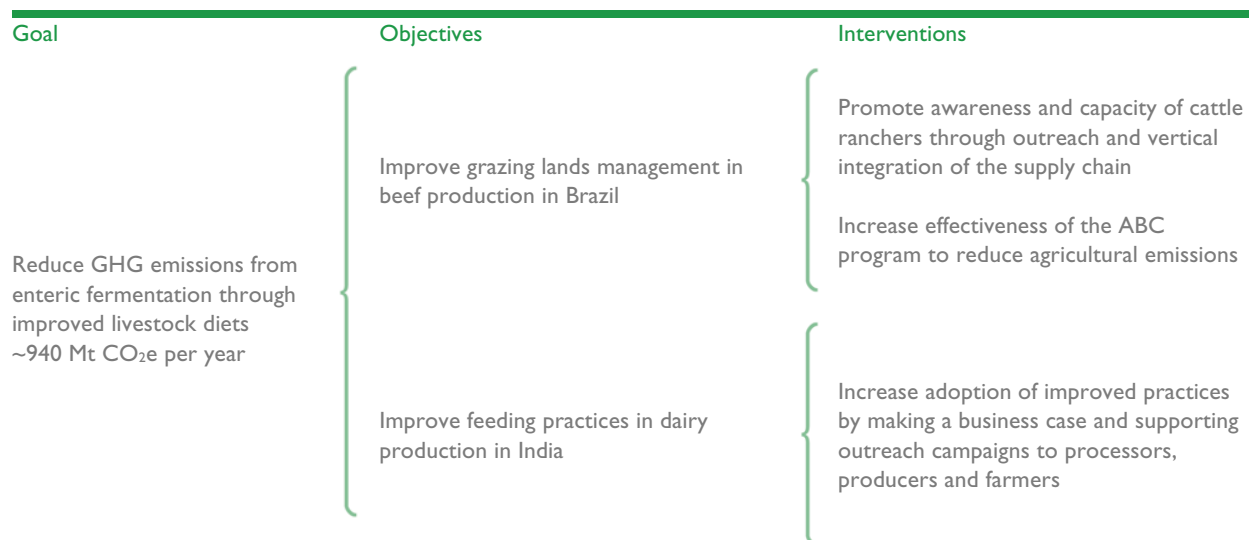 Goal
Objectives
Interventions
Reduce GHG emissions from
enteric fermentation through
improved livestock diets
~940 Mt CO₂e per year
Improve grazing lands management in
beef production in Brazil
Promote awareness and capacity of cattle
ranchers through outreach and vertical
integration of the supply chain
Increase effectiveness of the ABC
program to reduce agricultural emissions
Improve feeding practices in dairy
production in India
Increase adoption of improved practices
by making a business case and supporting
outreach campaigns to processors,
producers and farmers